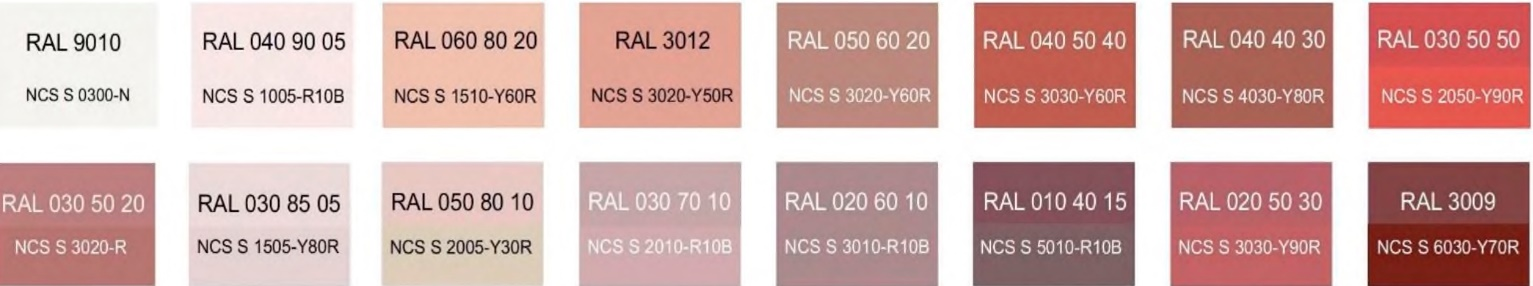 RAL 9010
NCS S 0300-N
RAL 040 90 05
NCS S 1005-R10B
RAL 060 80 20
NCS S 1510-Y60R
RAL 3012
NCS S 3020-Y50R
RAL 050 60 20
NCS S 3020-Y60R
RAL 040 50 40
NCS S 3030-Y60R
RAL 040 40 30
NCS S 4030-Y80R
RAL 030 50 50
NCS S 2050-Y90R
RAL 030 50 20
NCS S 3020-R
RAL 030 85 05
NCS S 1505-Y80R
RAL 050 80 10
NCS S 2005-Y30R
RAL 030 70 10
NCS S 2010-R10B
RAL 020 60 10
NCS S 3010-R10B
RAL 010 40 15
NCS S 5010-R10B
RAL 020 50 30
NCS S 3030-Y90R
RAL 3009
NCS S 6030-Y70R